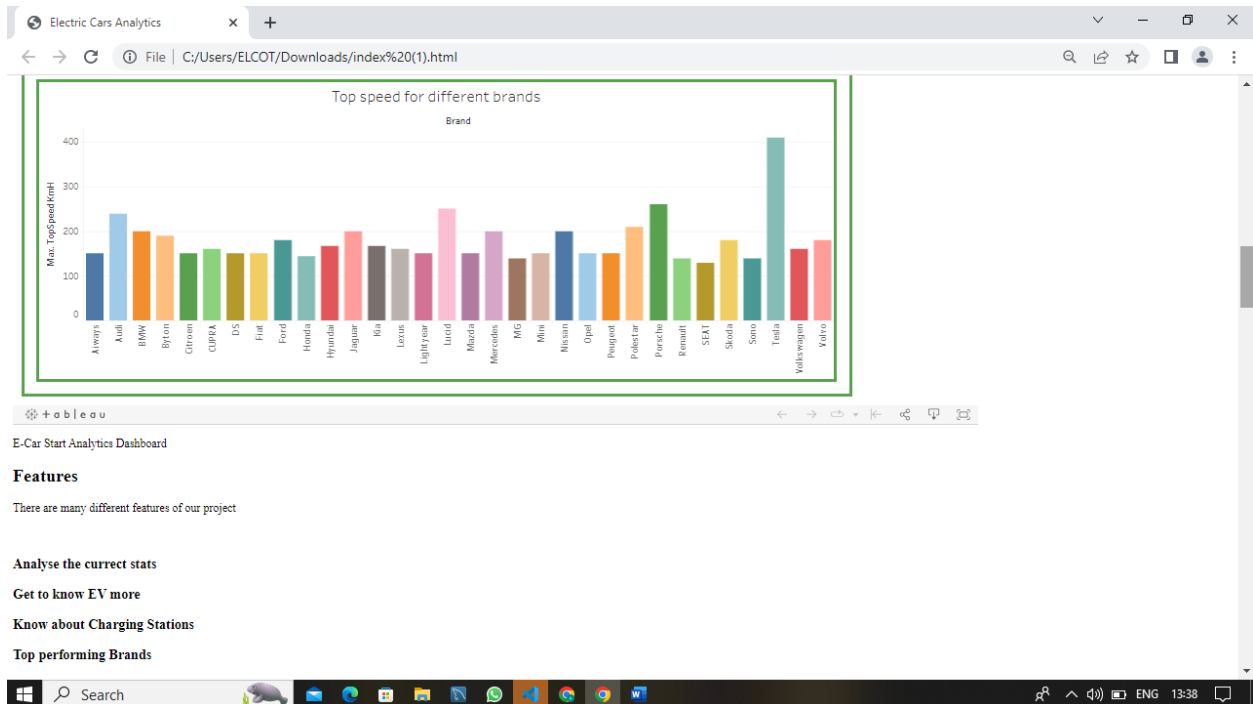 Electric Cars Analytics
File | C:/Users/ELCOT/Downloads/index%20(1).html
Top speed for different brands
Brand
Max. TopSpeed KmH
400
300
200
100
0
Aiways Audi BMW Byton Citroen CUPRA DS Fiat Ford Honda Hyundai Jaguar Kia Lexus Lightyear Lucid Mazda Mercedes MG Mini Nissan Opel Peugeot Polestar Porsche Renault SEAT Skoda Sono Tesla Volkswagen Volvo
+ a b | e a u
E-Car Start Analytics Dashboard
Features
There are many different features of our project
Analyse the currect stats
Get to know EV more
Know about Charging Stations
Top performing Brands
Search
ENG 13:38